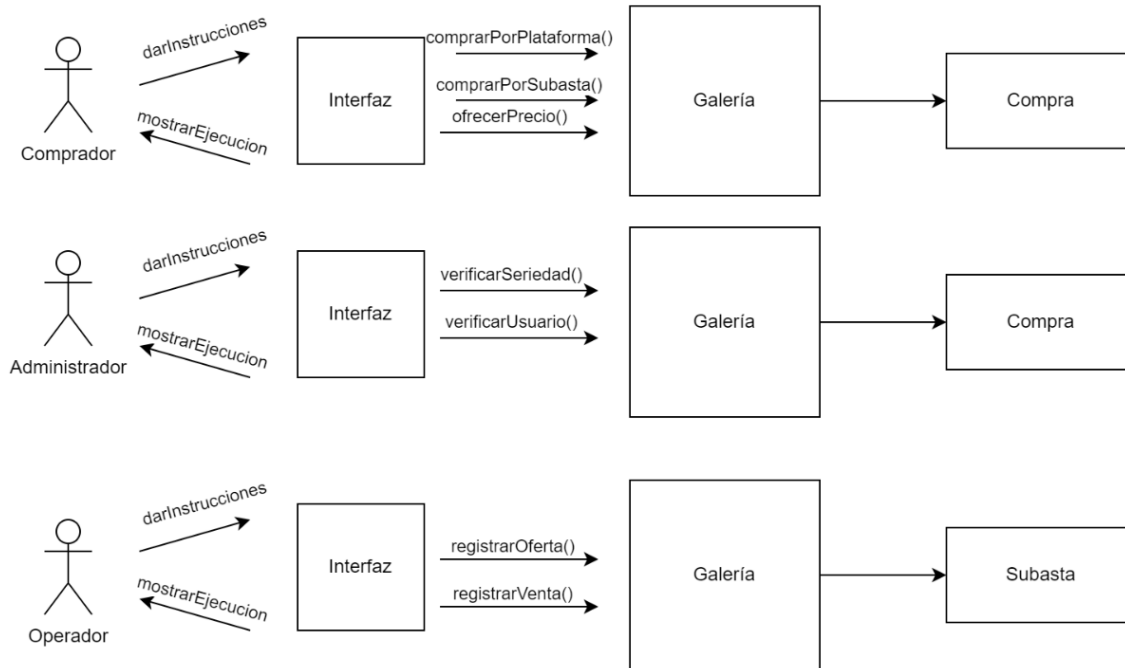 darInstrucciones
mostrarEjecucion
Comprador
Interfaz
comprarPorPlataforma()
comprarPorSubasta()
ofrecerPrecio()
Galería
Compra
darInstrucciones
mostrarEjecucion
Administrador
Interfaz
verificarSeriedad()
verificarUsuario()
Galería
Compra
darInstrucciones
mostrarEjecucion
Operador
Interfaz
registrarOferta()
registrarVenta()
Galería
Subasta